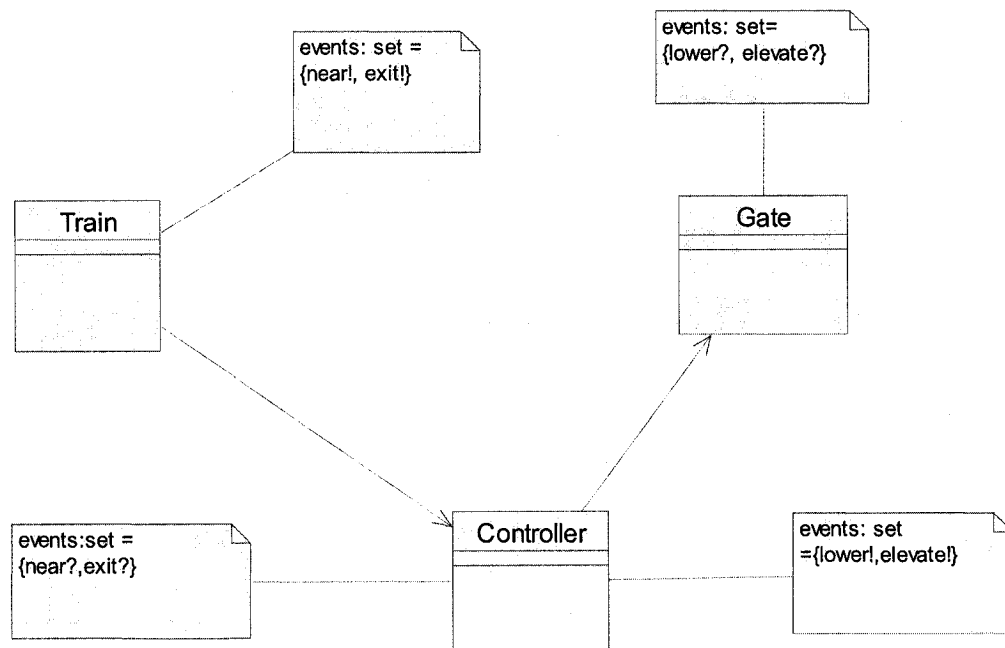 events: set =
{near!, exit!}
events: set=
{lower?, elevate?}
Train
Gate
Controller
events:set =
{near?,exit?}
events: set
={lower!,elevate!}